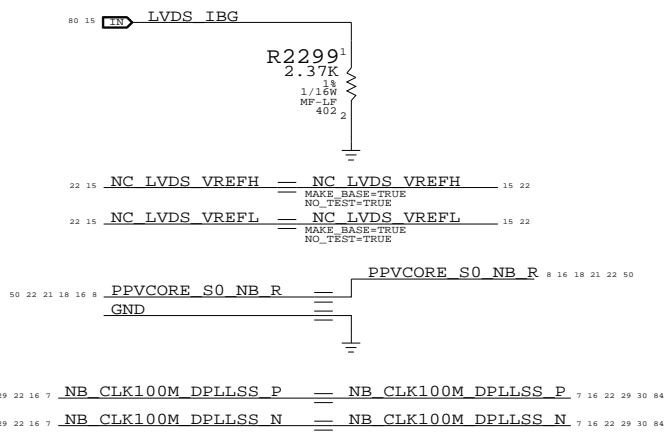 80 15 IN LVDS_IBG
R2299 1
2.37K
1%
1/16W
MF-LF
402 2
22 15 NC_LVDS_VREFH NC_LVDS_VREFH 15 22
MAKE_BASE=TRUE
NO_TEST=TRUE
22 15 NC_LVDS_VREFL NC_LVDS_VREFL 15 22
MAKE_BASE=TRUE
NO_TEST=TRUE
PPVCORE_S0_NB_R 8 16 18 21 22 50
50 22 21 18 16 8 PPVCORE_S0_NB_R
GND
29 22 16 7 NB_CLK100M_DPLLSS_P NB_CLK100M_DPLLSS_P 7 16 22 29 30 84
29 22 16 7 NB_CLK100M_DPLLSS_N NB_CLK100M_DPLLSS_N 7 16 22 29 30 84